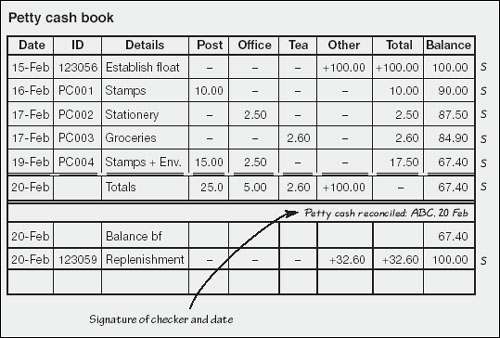 Petty cash book
Date ID Details Post Office Tea Other Total Balance
15-Feb 123056 Establish float – – – +100.00 +100.00 100.00 S
16-Feb PC001 Stamps 10.00 – – – 10.00 90.00 S
17-Feb PC002 Stationery – 2.50 – – 2.50 87.50 S
17-Feb PC003 Groceries – – 2.60 – 2.60 84.90 S
19-Feb PC004 Stamps + Env. 15.00 2.50 – – 17.50 67.40 S
20-Feb Totals 25.0 5.00 2.60 +100.00 – 67.40 S
Petty cash reconciled: ABC, 20 Feb
20-Feb Balance bf 67.40
20-Feb 123059 Replenishment – – – +32.60 +32.60 100.00 S
Signature of checker and date